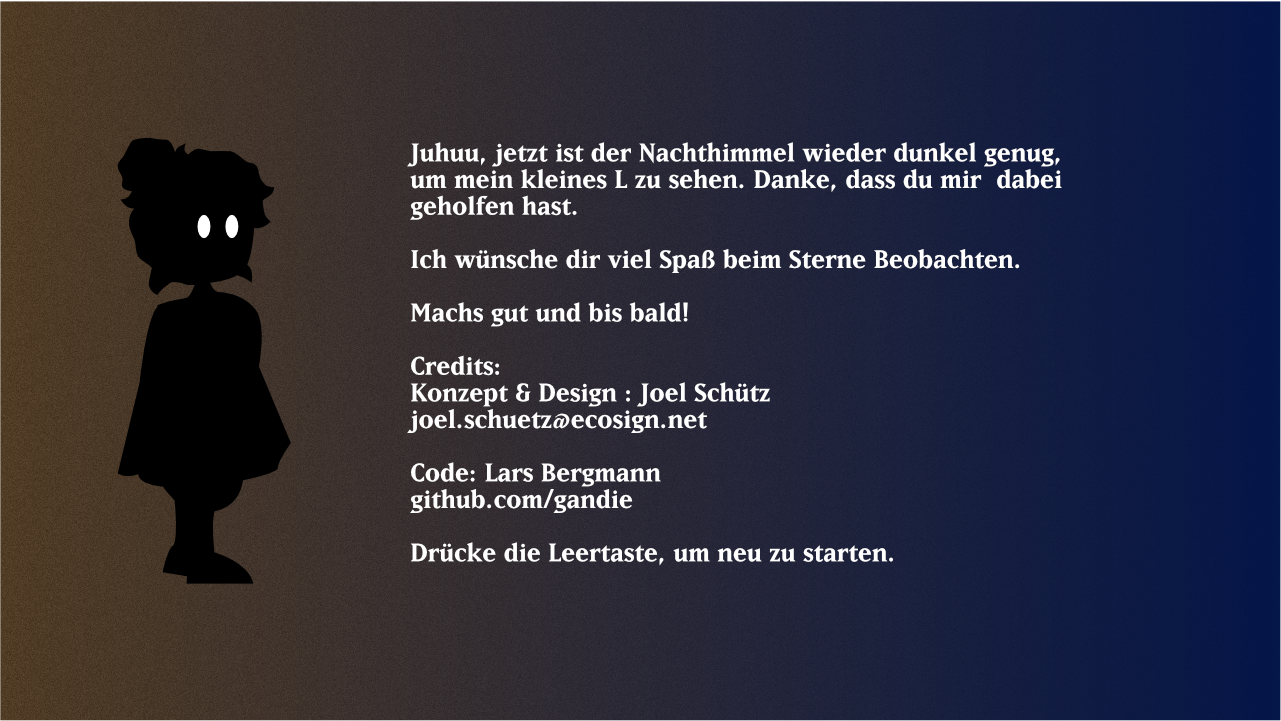 Juhuu, jetzt ist der Nachthimmel wieder dunkel genug,
um mein kleines L zu sehen. Danke, dass du mir  dabei
geholfen hast.
Ich wünsche dir viel Spaß beim Sterne Beobachten.
Machs gut und bis bald!
Credits:
Konzept & Design : Joel Schütz
joel.schuetz@ecosign.net
Code: Lars Bergmann
github.com/gandie
Drücke die Leertaste, um neu zu starten.